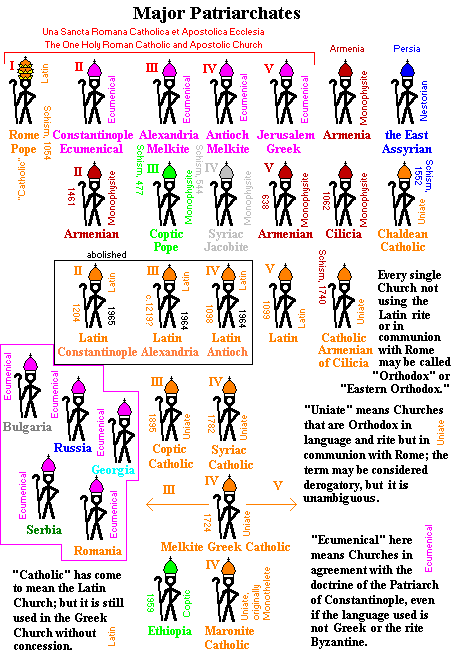 Major Patriarchates
Una Sancta Romana Catholica et Apostolica Ecclesia
The One Holy Roman Catholic and Apostolic Church
Armenia
Persia
I
Latin
Rome
Pope
Schism, 1054
"Catholic"
II
Ecumenical
Constantinople
Ecumenical
III
Ecumenical
Alexandria
Melkite
IV
Ecumenical
Antioch
Melkite
V
Ecumenical
Jerusalem
Greek
Monophysite
Armenia
Nestorian
the East
Assyrian
II
1461
Monophysite
Armenian
Schism, 477
III
Monophysite
Coptic
Pope
Schism, 544
IV
Monophysite
Syriac
Jacobite
V
638
Monophysite
Armenian
1062
Monophysite
Cilicia
Schism, 1552
Uniate
Chaldean
Catholic
abolished
II
1204
Latin
1965
Latin
Constantinople
III
c.1219?
Latin
1964
Latin
Alexandria
IV
1098
Latin
1964
Latin
Antioch
V
1099
Latin
Latin
Schism, 1740
Uniate
Catholic
Armenian
of Cilicia
Every single
Church not
using the
Latin rite
or in
communion
with Rome
may be called
"Orthodox" or
"Eastern Orthodox."
Ecumenical
Bulgaria
Ecumenical
Russia
Ecumenical
Georgia
Ecumenical
Serbia
Ecumenical
Romania
III
1895
Uniate
Coptic
Catholic
IV
1782
Uniate
Syriac
Catholic
"Uniate" means Churches
that are Orthodox in
language and rite but in
communion with Rome; the
term may be considered
derogatory, but it is
unambiguous.
Uniate
III
IV
V
1724
Uniate
Melkite Greek Catholic
"Catholic" has come
to mean the Latin
Church; but it is still
used in the Greek
Church without
concession.
Latin
1959
Coptic
Ethiopia
IV
Uniate, originally
Monothelete
Maronite
Catholic
"Ecumenical" here
means Churches in
agreement with the
doctrine of the Patriarch
of Constantinople, even
if the language used is
not Greek or the rite
Byzantine.
Ecumenical